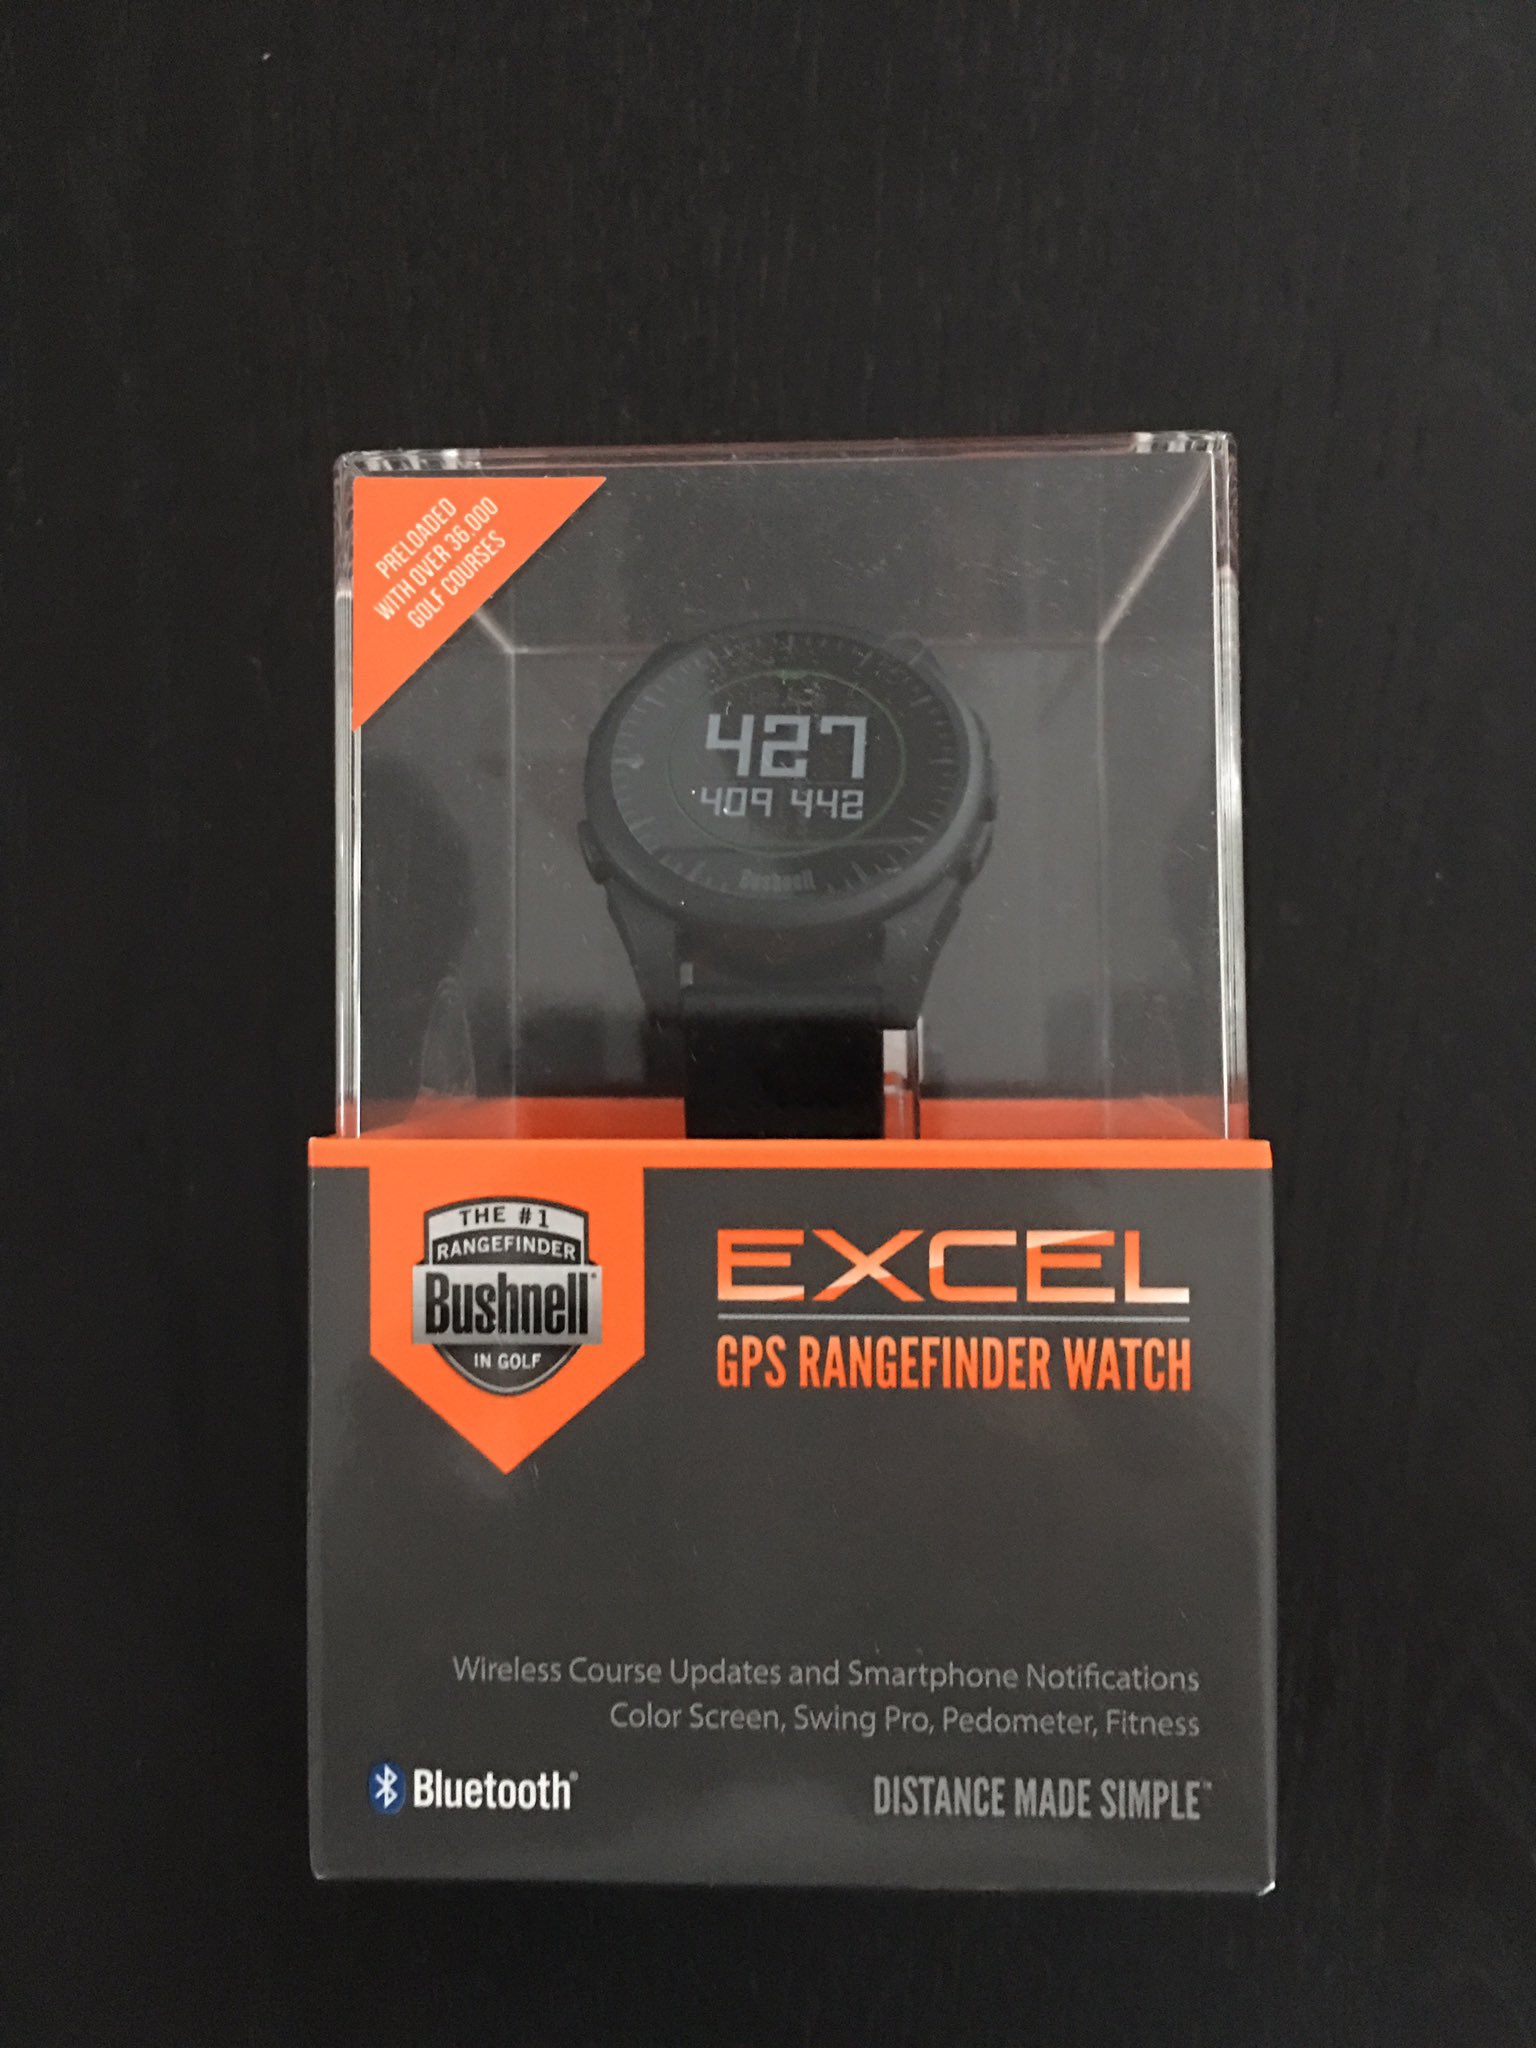 PRELOADED
WITH OVER 36.000
GOLF COURSES
427
409 442
Bushnell
THE #1
RANGEFINDER
Bushnell®
IN GOLF
EXCEL
GPS RANGEFINDER WATCH
Wireless Course Updates and Smartphone Notifications
Color Screen, Swing Pro, Pedometer, Fitness
Bluetooth®
DISTANCE MADE SIMPLE™